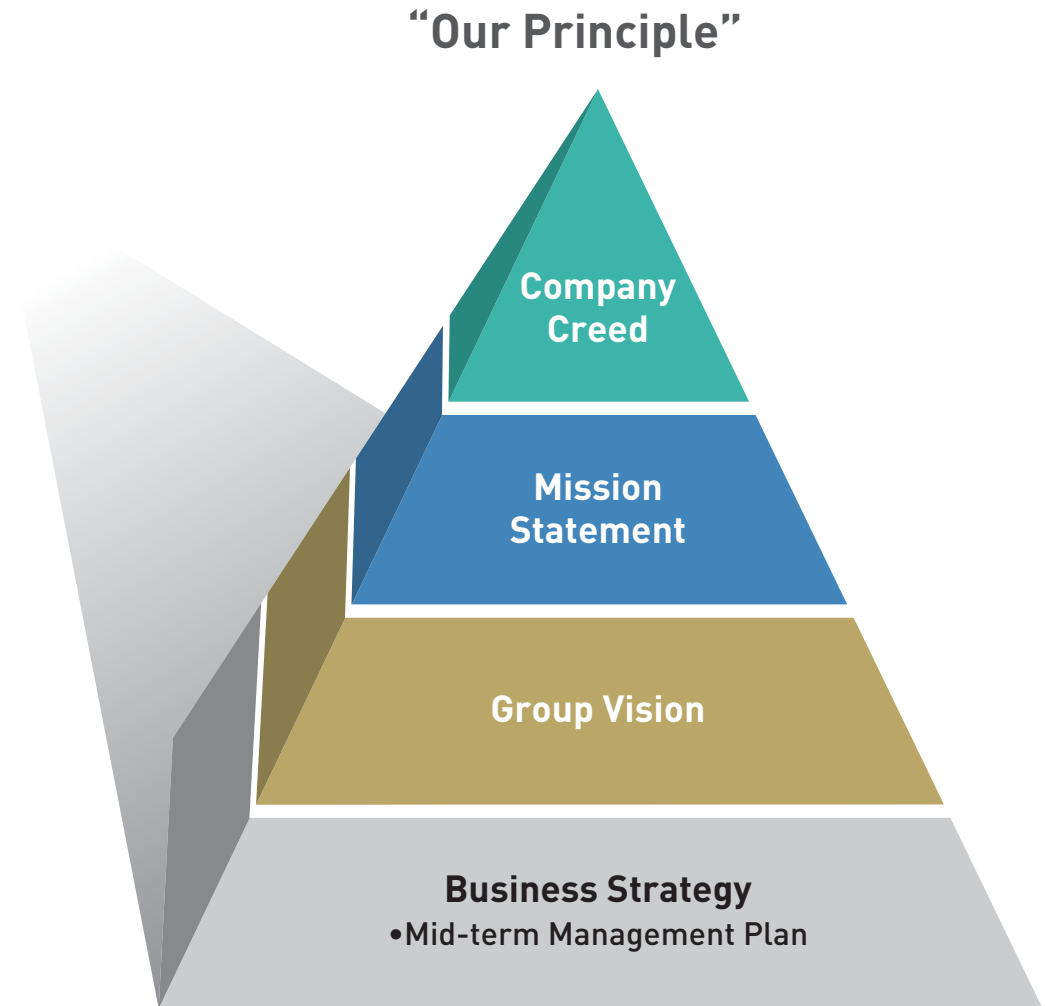 “Our Principle”
Company
Creed
Mission
Statement
Group Vision
Business Strategy
•Mid-term Management Plan